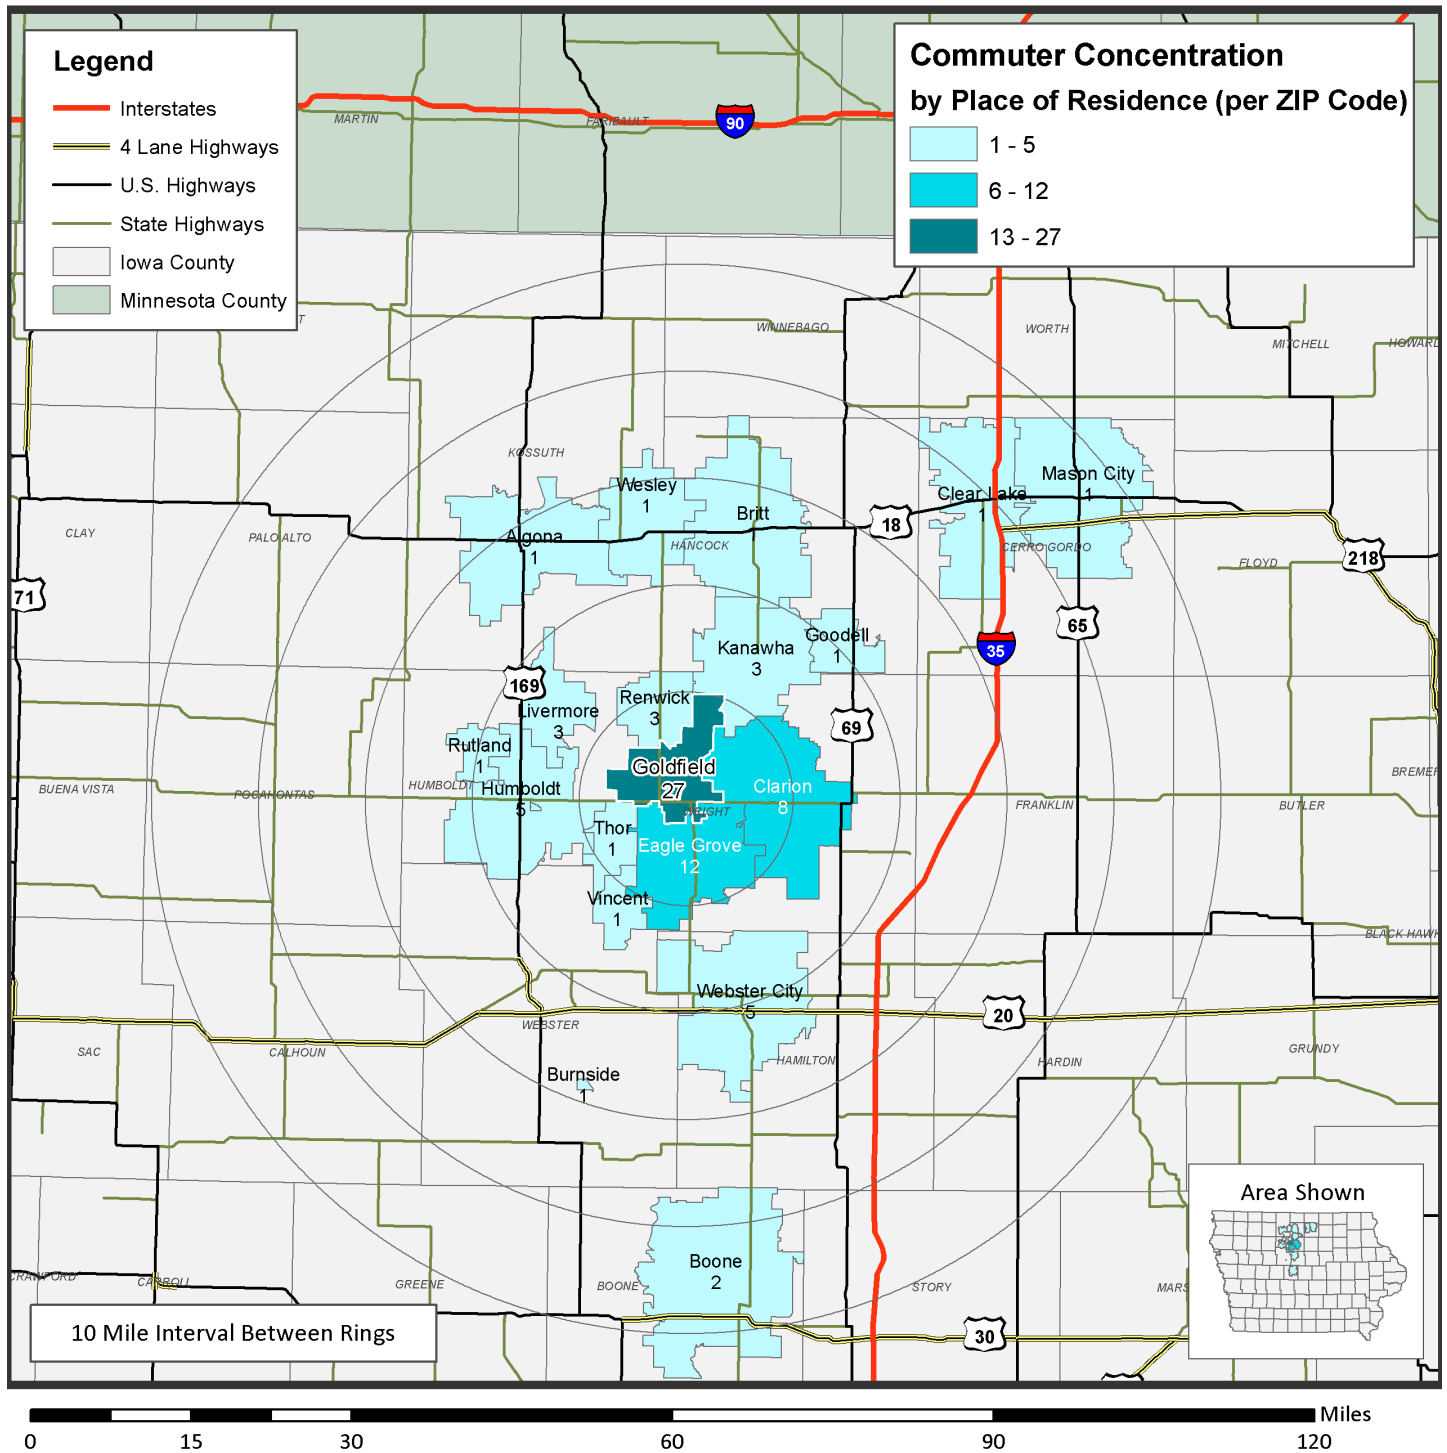 Legend
Interstates
4 Lane Highways
U.S. Highways
State Highways
Iowa County
Minnesota County
Commuter Concentration
by Place of Residence (per ZIP Code)
1 - 5
6 - 12
13 - 27
MARTIN
FARIBAULT
90
T
WINNEBAGO
WORTH
MITCHELL
HOWARD
KOSSUTH
Wesley
1
Britt
Clear Lake
1
Mason City
1
18
CLAY
PALO ALTO
Algona
1
HANCOCK
CERRO GORDO
FLOYD
218
71
65
35
Kanawha
3
Goodell
1
169
69
Livermore
3
Renwick
3
Rutland
1
Goldfield
27
Clarion
8
Humboldt
5
HUMBOLDT
BUENA VISTA
POCAHONTAS
WRIGHT
FRANKLIN
BUTLER
BREMER
Thor
1
Eagle Grove
12
Vincent
1
BLACK HAWK
Webster City
5
20
WEBSTER
SAC
CALHOUN
HAMILTON
HARDIN
GRUNDY
Burnside
1
Boone
2
CRAWFORD
CARROLL
GREENE
BOONE
STORY
MARS
30
Area Shown
10 Mile Interval Between Rings
Miles
0
15
30
60
90
120